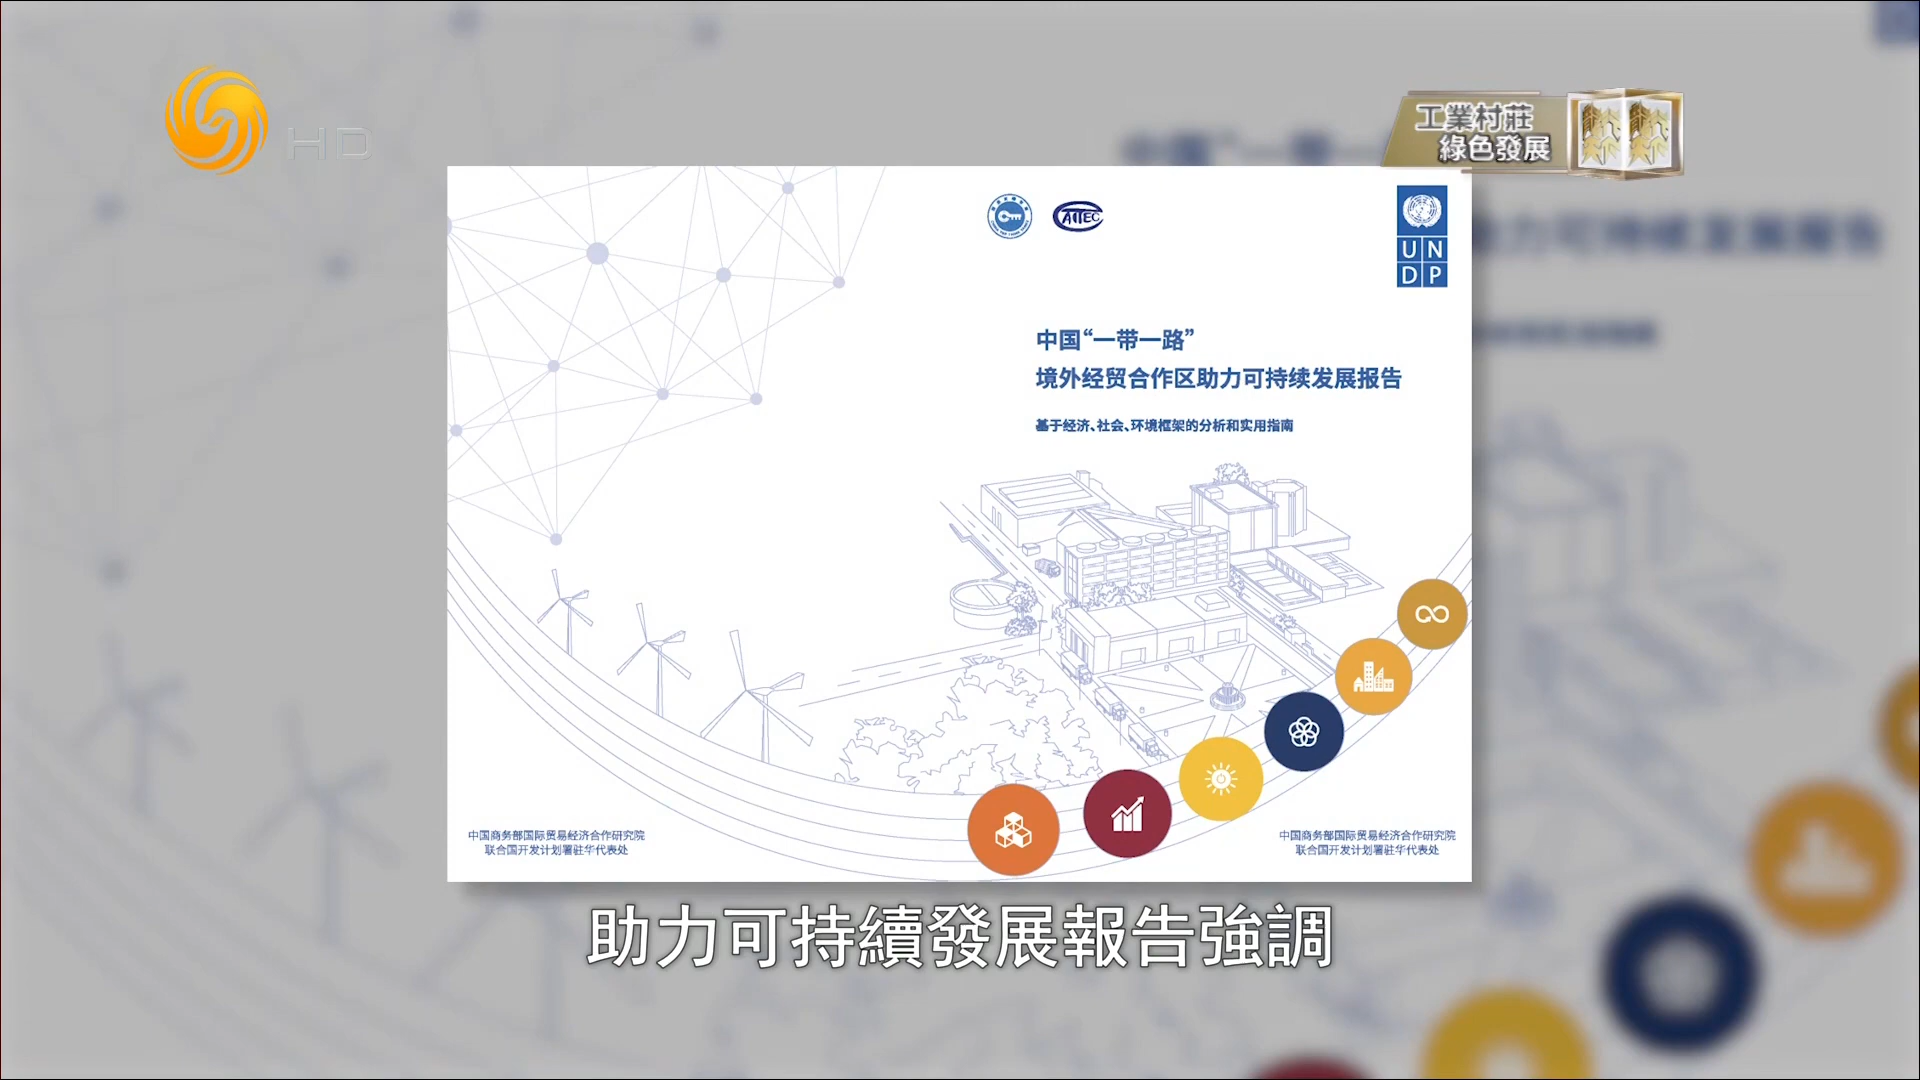 HD
工業村莊
綠色發展
CAITEC
UN
DP
中国“一带一路”
境外经贸合作区助力可持续发展报告
基于经济、社会、环境框架的分析和实用指南
中国商务部国际贸易经济合作研究院
联合国开发计划署驻华代表处
中国商务部国际贸易经济合作研究院
联合国开发计划署驻华代表处
助力可持續發展報告強調